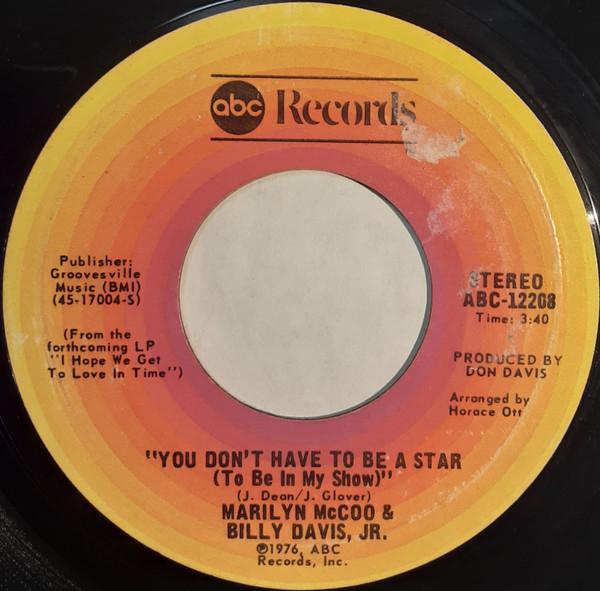 abc Records
Publisher:
Groovesville
Music (BMI)
(45-17004-S)
(From the
forthcoming LP
"I Hope We Get
To Love In Time")
STEREO
ABC-12208
Time: 3:40
PRODUCED BY
DON DAVIS
Arranged by
Horace Ott
"YOU DON'T HAVE TO BE A STAR
(To Be In My Show)"
(J. Dean/J. Glover)
MARILYN McCOO &
BILLY DAVIS, JR.
℗1976, ABC
Records, Inc.